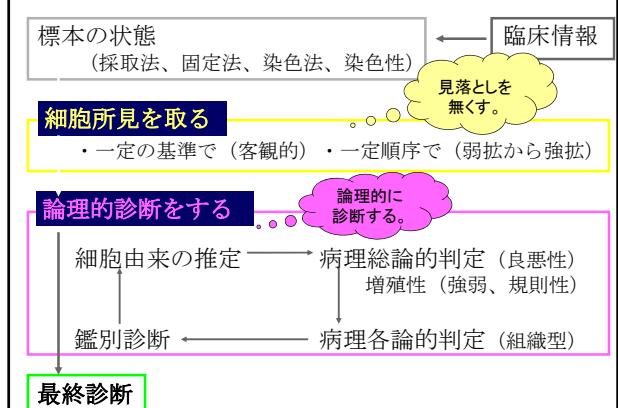 標本の状態
臨床情報
（採取法、固定法、染色法、染色性）
見落としを
無くす。
細胞所見を取る
・一定の基準で（客観的）・一定順序で（弱拡から強拡）
論理的診断をする
論理的に
診断する。
細胞由来の推定
病理総論的判定（良悪性）
増殖性（強弱、規則性）
鑑別診断
病理各論的判定（組織型）
最終診断